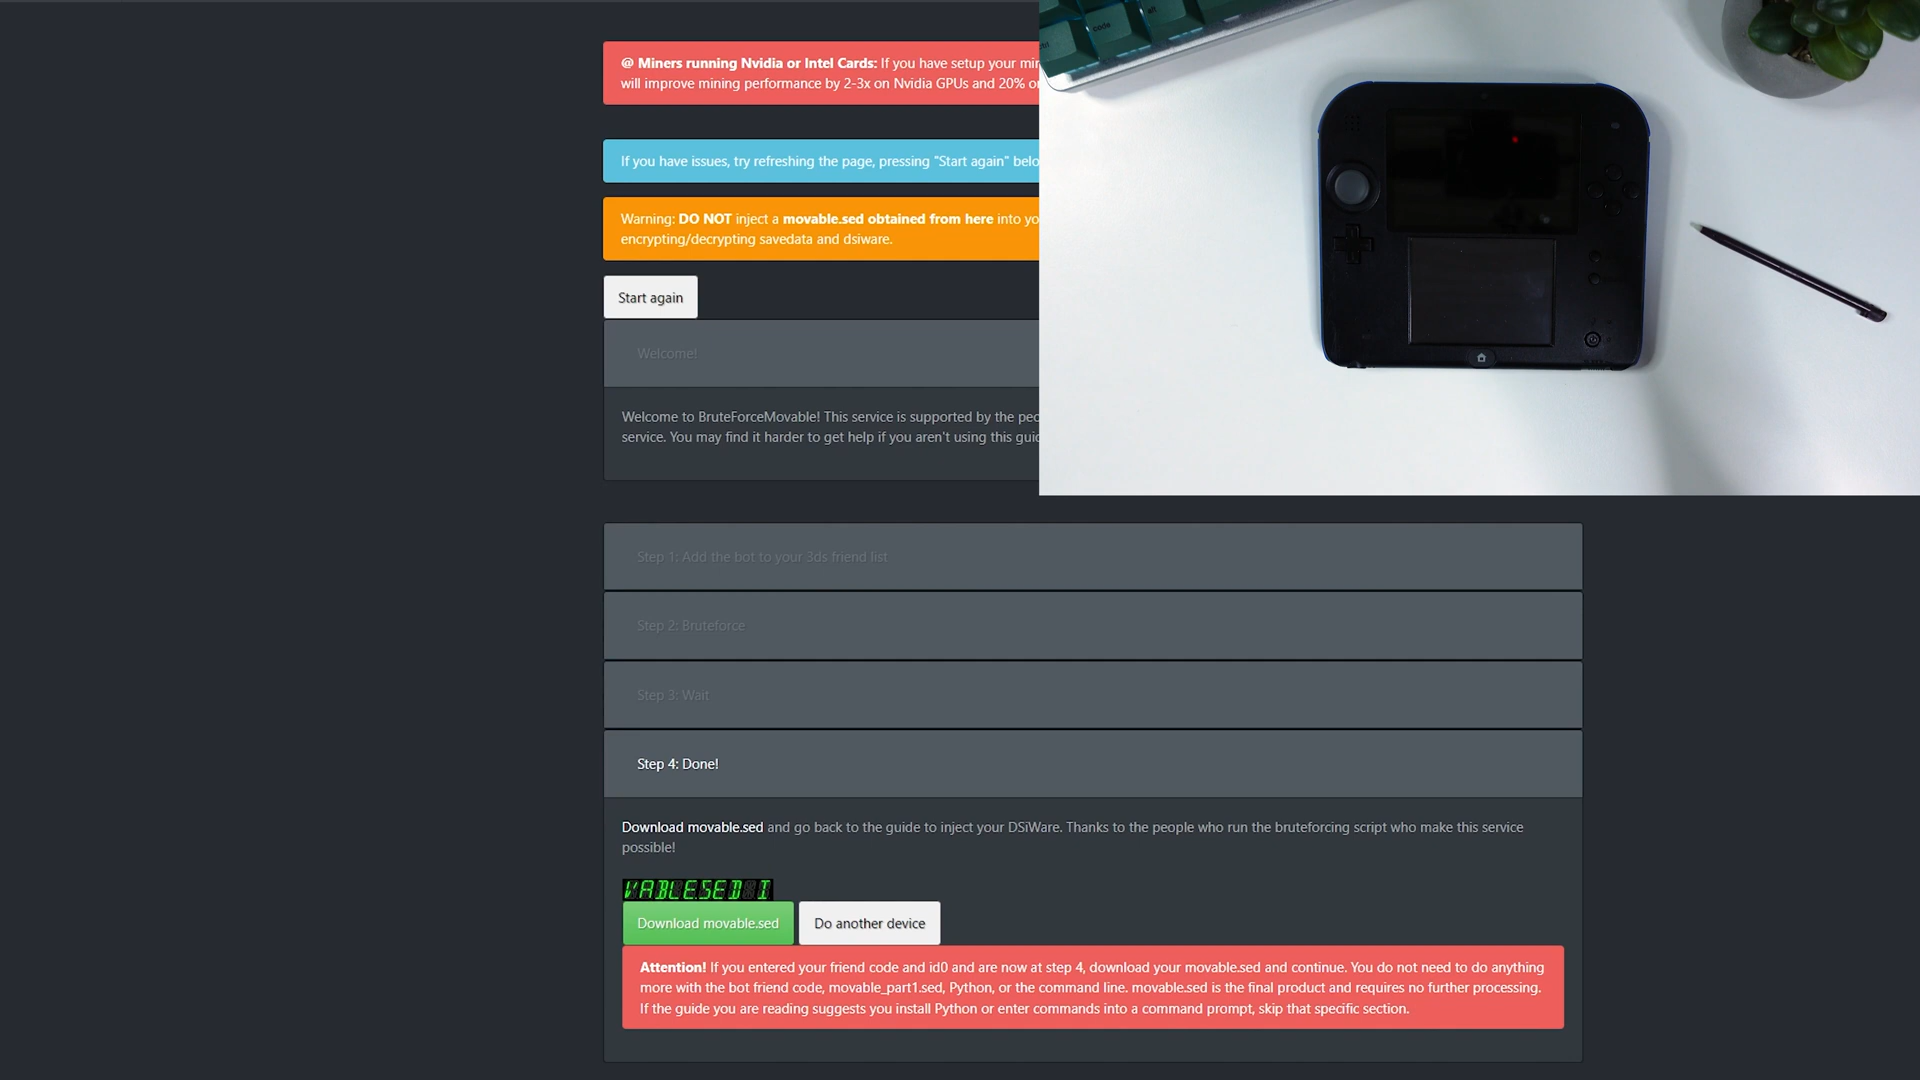 @ Miners running Nvidia or Intel Cards: If you have setup your
will improve mining performance by 2-3x on Nvidia GPUs and 20%
If you have issues, try refreshing the page, pressing "Start again"
Warning: DO NOT inject a movable.sed obtained from here into
encrypting/decrypting savedata and dsiware.
Start again
Welcome!
Welcome to BruteForceMovable! This service is supported by the
service. You may find it harder to get help if you aren't using this
Step 1: Add the bot to your 3ds friend list
Step 2: Bruteforce
Step 3: Wait
Step 4: Done!
Download movable.sed and go back to the guide to inject your DSiWare. Thanks to the people who run the bruteforcing script who make this service
possible!
VABLE.SED I
Download movable.sed
Do another device
Attention! If you entered your friend code and id0 and are now at step 4, download your movable.sed and continue. You do not need to do anything
more with the bot friend code, movable_part1.sed, Python, or the command line. movable.sed is the final product and requires no further processing.
If the guide you are reading suggests you install Python or enter commands into a command prompt, skip that specific section.